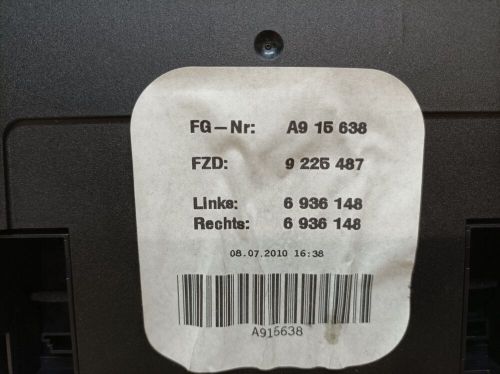 FG-Nr: A9 15 638
FZD: 9 225 487
Links: 6 936 148
Rechts: 6 936 148
08.07.2010 16:38
A915638